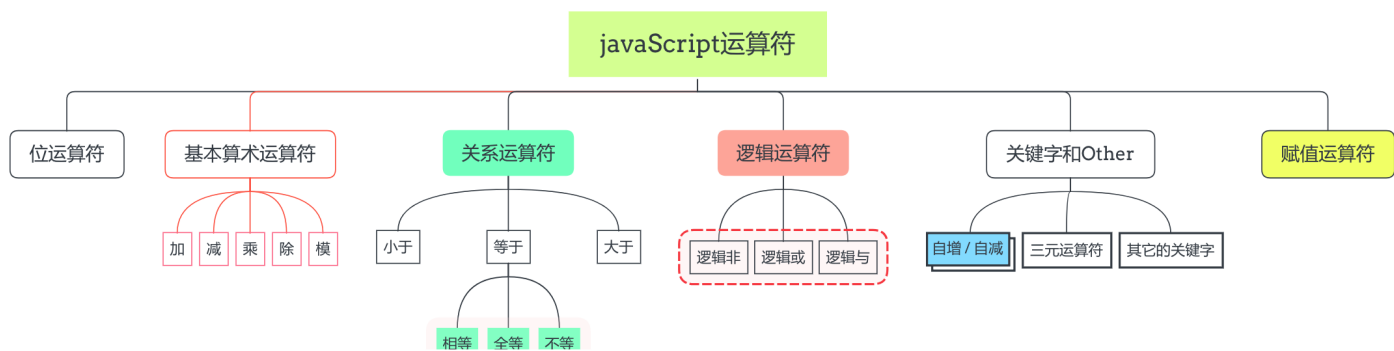 javaScript运算符
位运算符
基本算术运算符
关系运算符
逻辑运算符
关键字和Other
赋值运算符
加
减
乘
除
模
小于
等于
大于
逻辑非
逻辑或
逻辑与
自增 / 自减
三元运算符
其它的关键字
相等
全等
不等